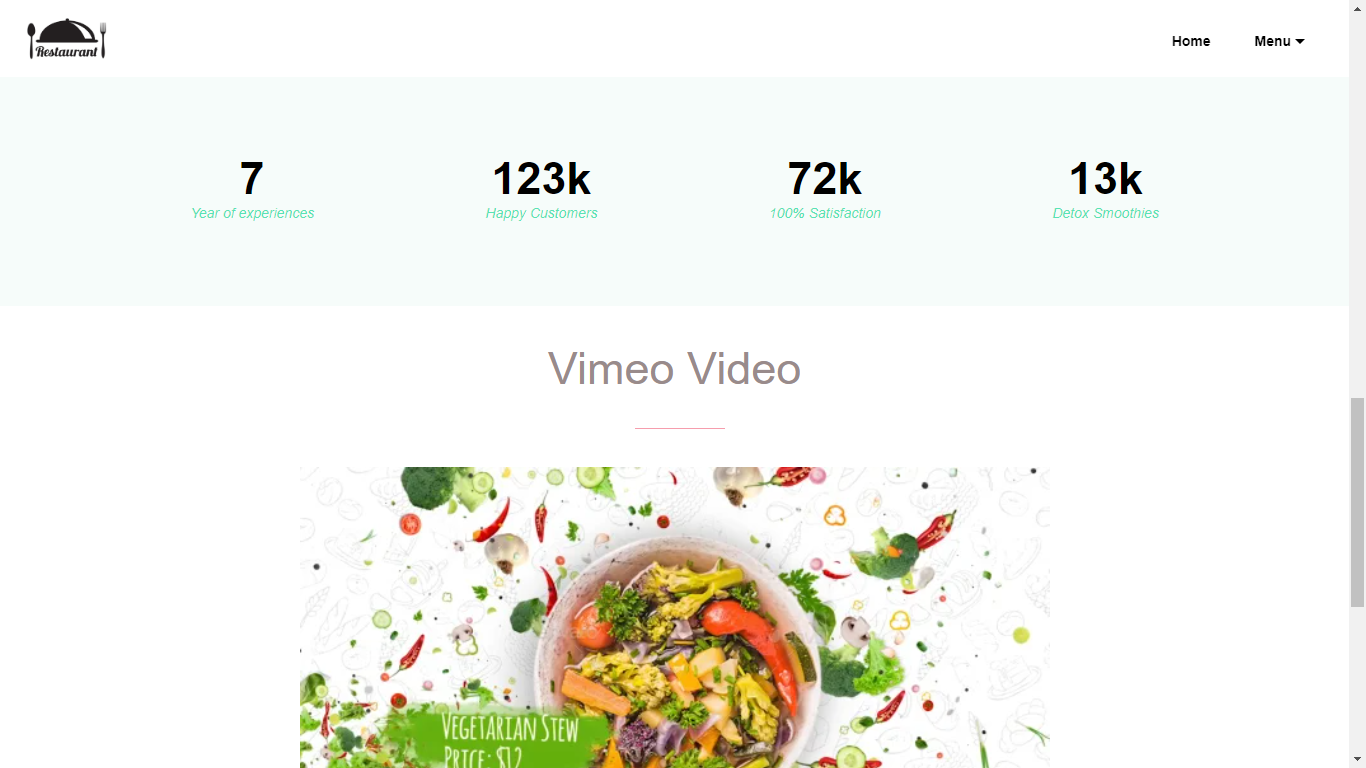 Restaurant
Home
Menu
7
123k
72k
13k
Year of experiences
Happy Customers
100% Satisfaction
Detox Smoothies
Vimeo Video
Vegetarian Stew
Price: $12